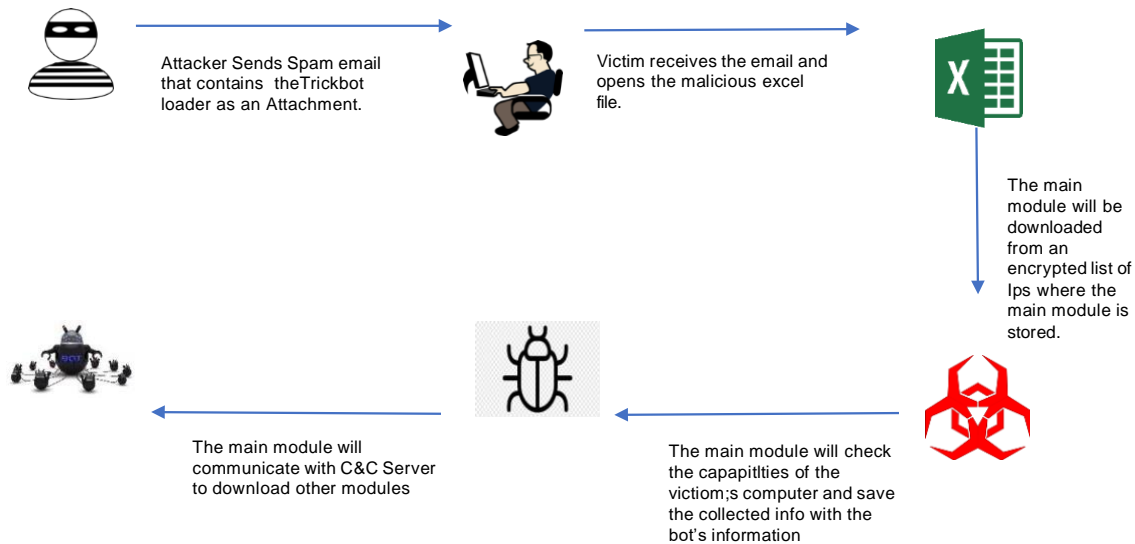 Attacker Sends Spam email
that contains theTrickbot
loader as an Attachment.
Victim receives the email and
opens the malicious excel
file.
X
The main
module will be
downloaded
from an
encrypted list of
Ips where the
main module is
stored.
The main module will check
the capapitlties of the
victiom;s computer and save
the collected info with the
bot's information
The main module will
communicate with C&C Server
to download other modules
BOT